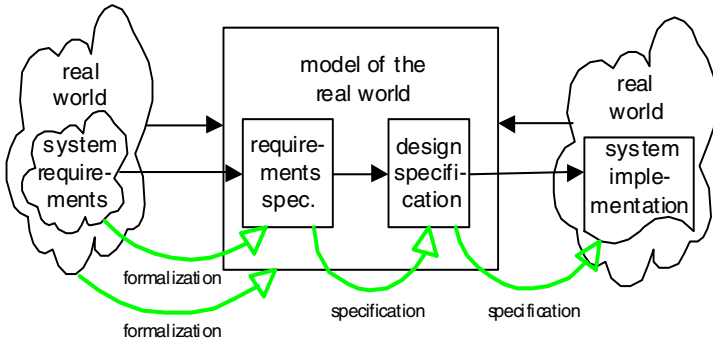 real
world
system
require-
ments
model of the
real world
require-
ments
spec.
design
specifi-
cation
real
world
system
imple-
mentation
formalization
formalization
specification
specification